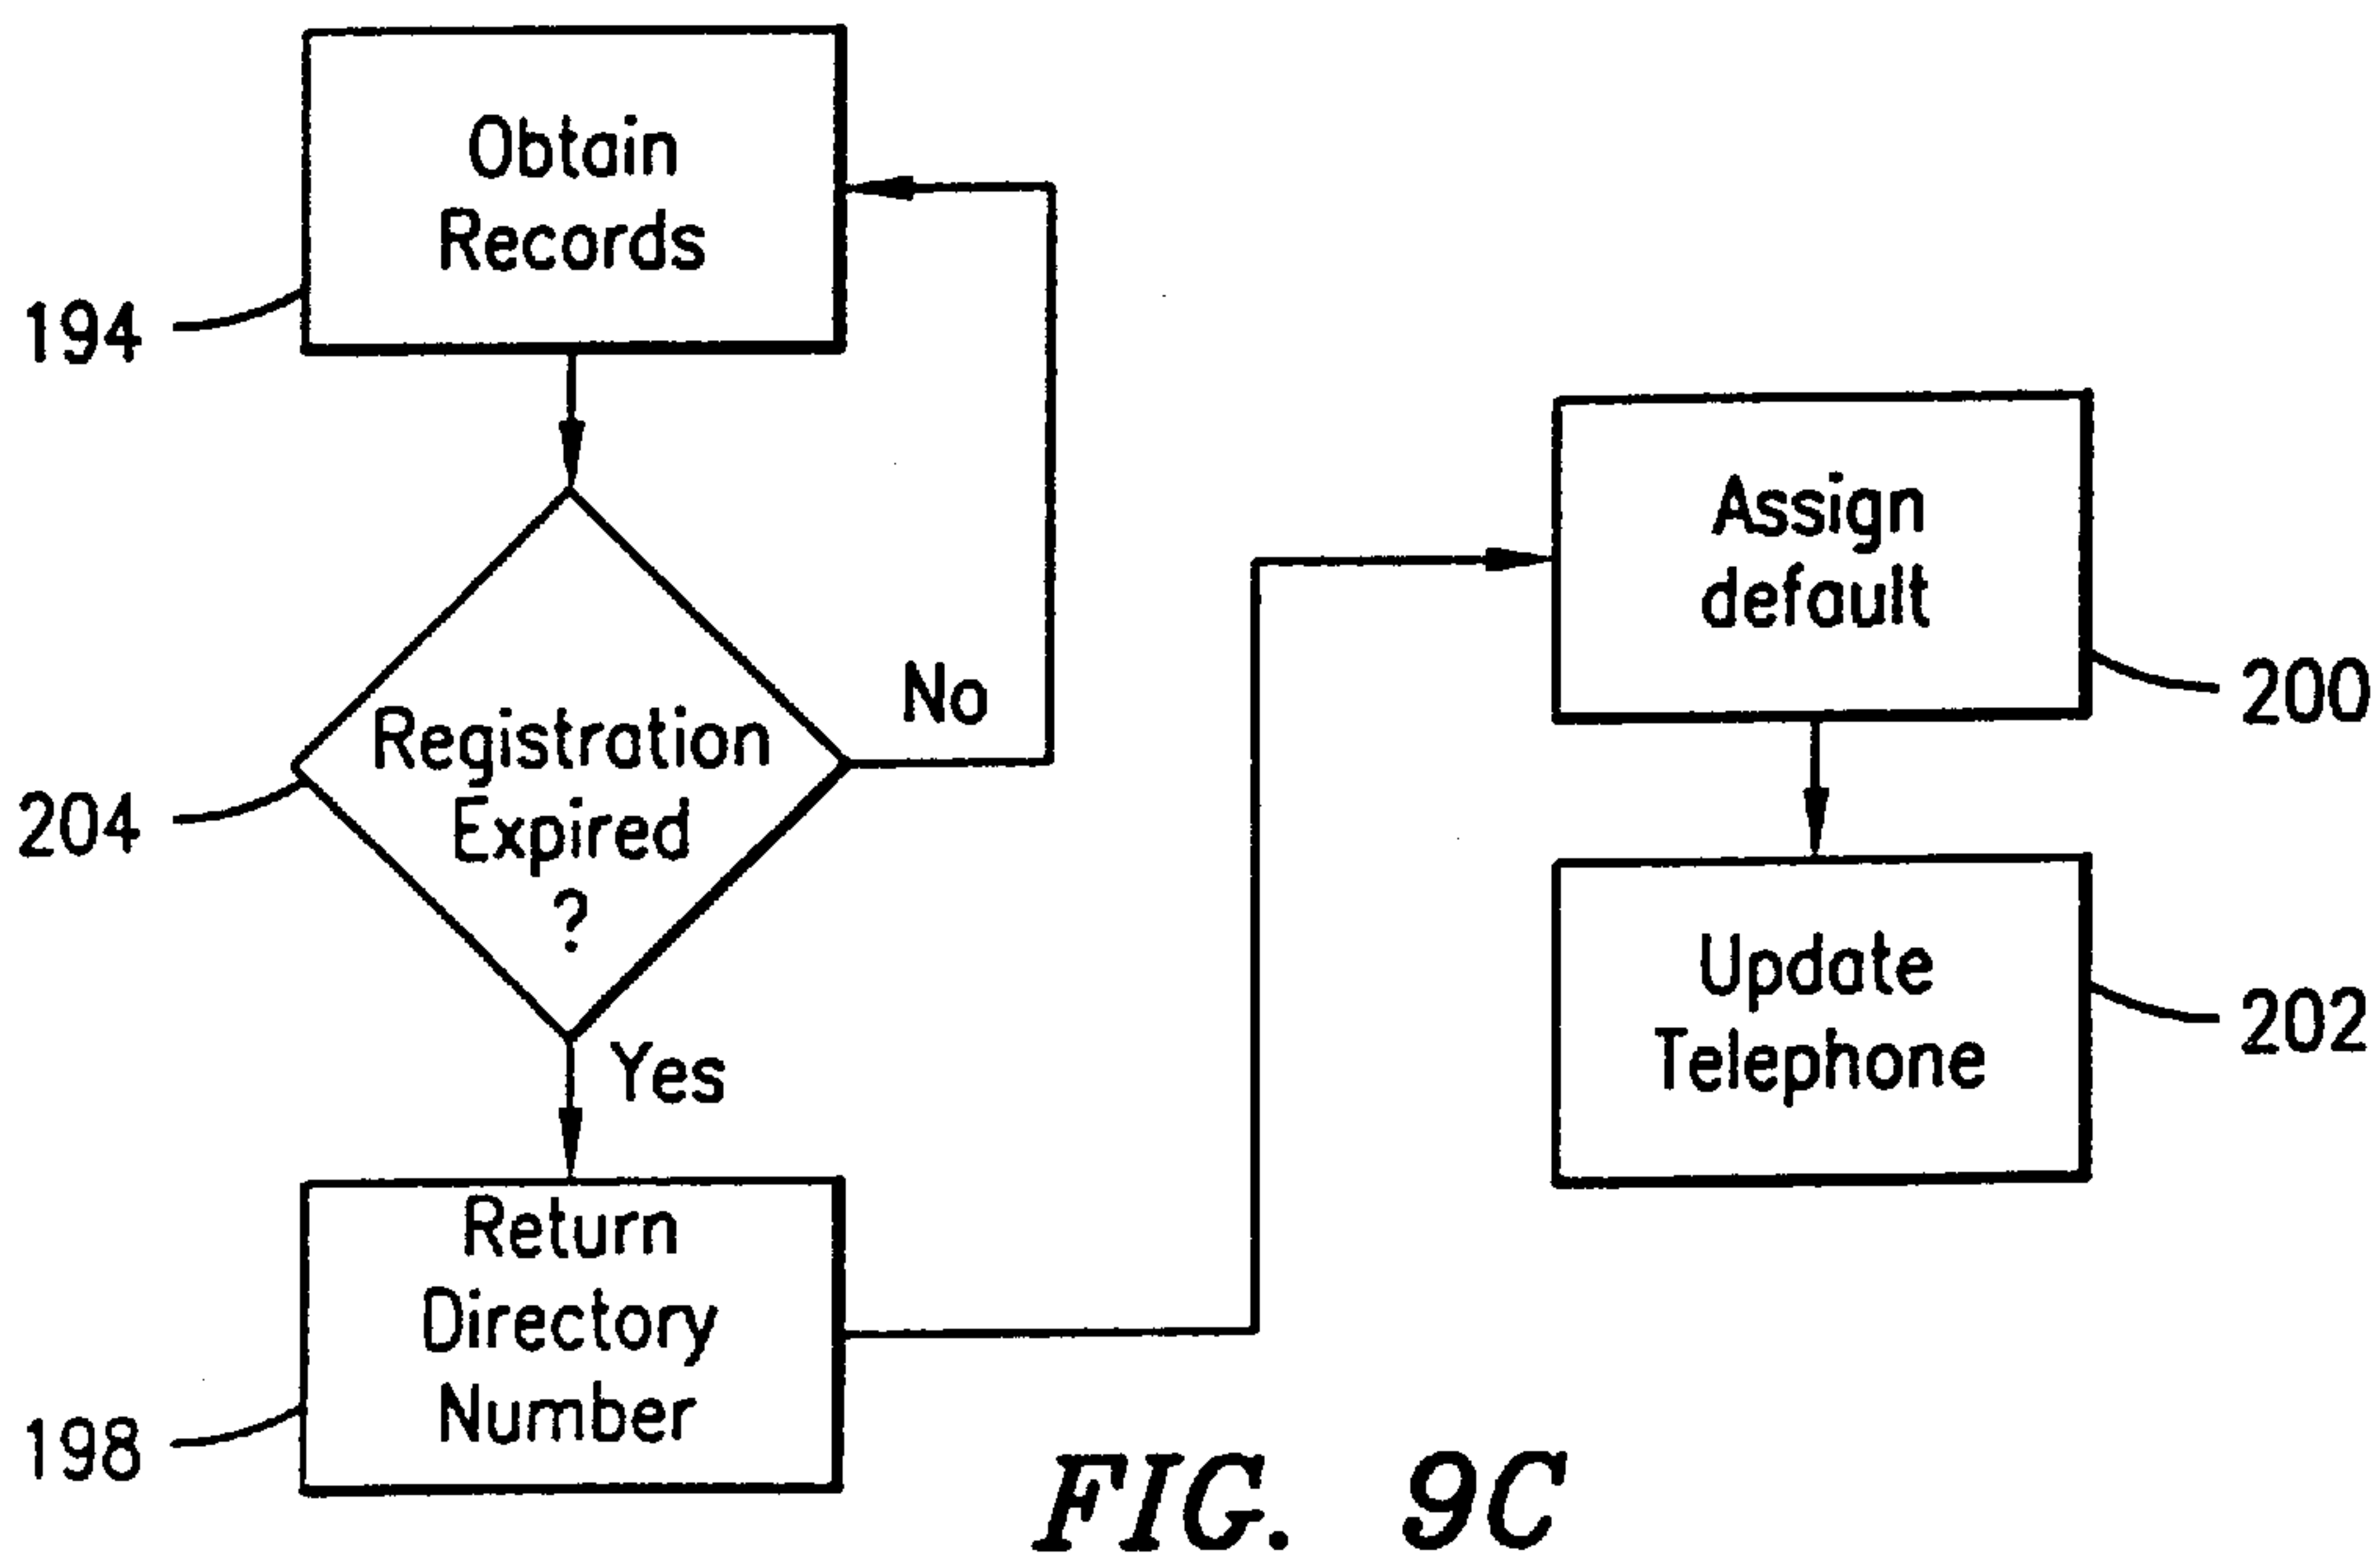 Obtain
Records
194
Registration
Expired
?
204
No
Yes
Return
Directory
Number
198
Assign
default
200
Update
Telephone
202
FIG. 9C